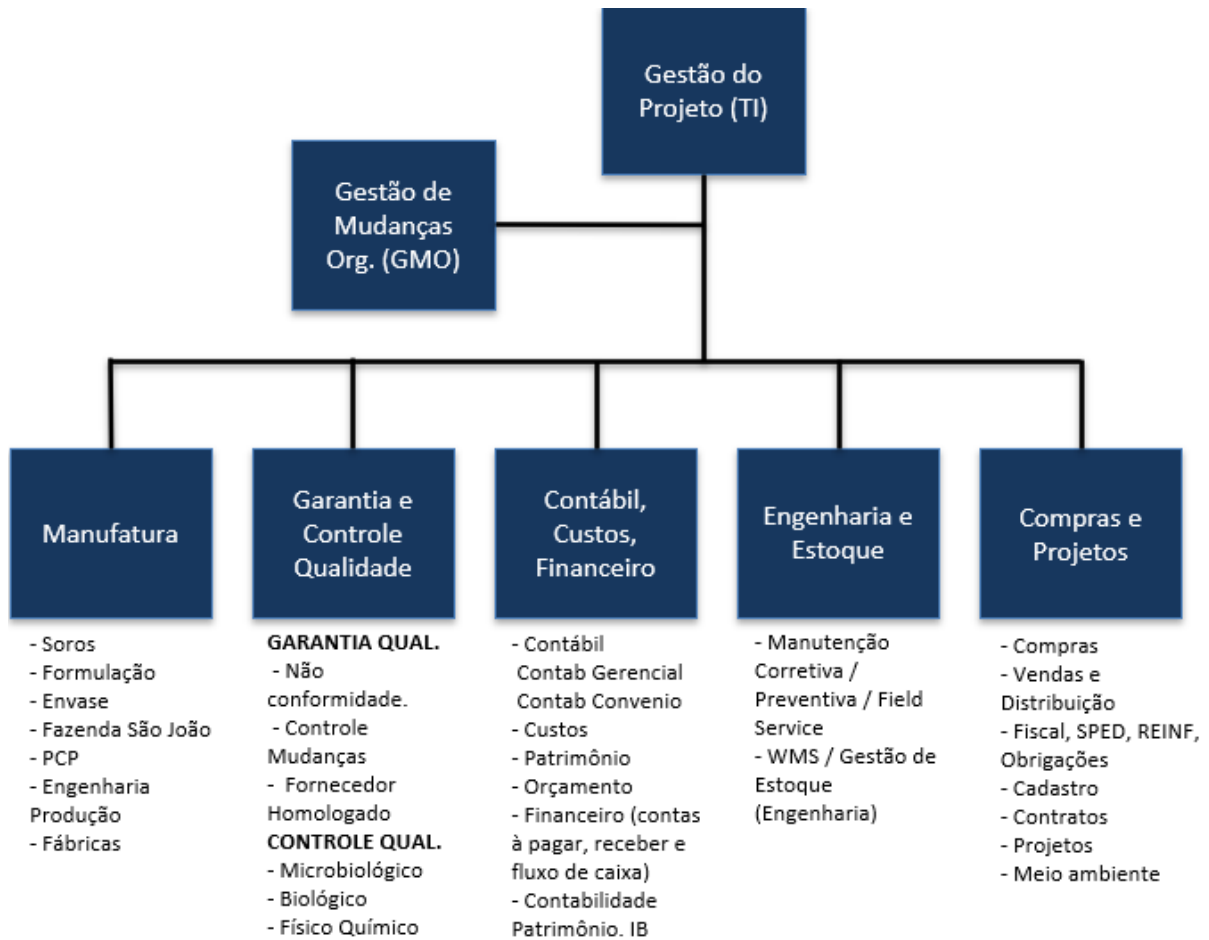 Gestão do
Projeto (TI)
Gestão de
Mudanças
Org. (GMO)
Manufatura
Garantia e
Controle
Qualidade
Contábil,
Custos,
Financeiro
Engenharia e
Estoque
Compras e
Projetos
- Soros
- Formulação
- Envase
- Fazenda São João
- PCP
- Engenharia
Produção
- Fábricas
GARANTIA QUAL.
- Não
conformidade.
- Controle
Mudanças
- Fornecedor
Homologado
CONTROLE QUAL.
- Microbiológico
- Biológico
- Físico Químico
- Contábil
Contab Gerencial
Contab Convenio
- Custos
- Patrimônio
- Orçamento
- Financeiro (contas
à pagar, receber e
fluxo de caixa)
- Contabilidade
Patrimônio. IB
- Manutenção
Corretiva /
Preventiva / Field
Service
- WMS / Gestão de
Estoque
(Engenharia)
- Compras
- Vendas e
Distribuição
- Fiscal, SPED, REINF,
Obrigações
- Cadastro
- Contratos
- Projetos
- Meio ambiente